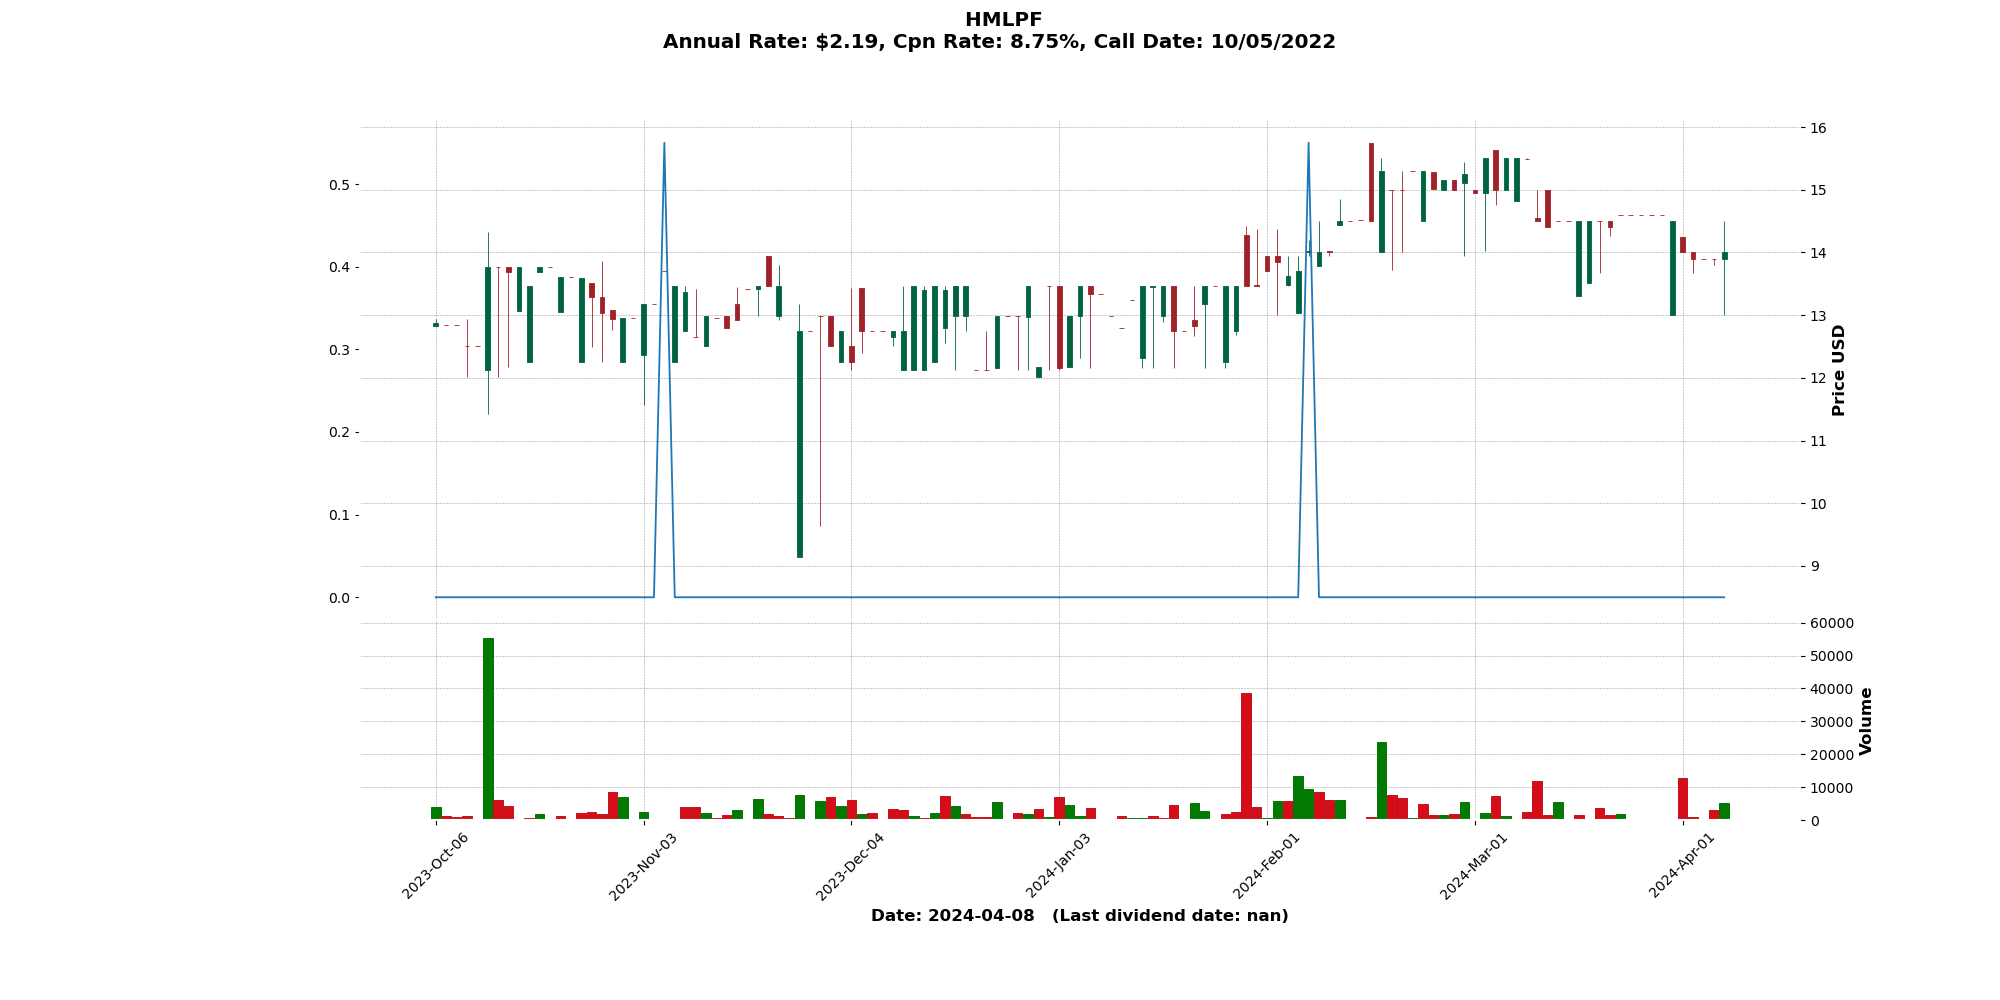 HMLPF
Annual Rate: $2.19, Cpn Rate: 8.75%, Call Date: 10/05/2022
0.5
0.4
0.3
0.2
0.1
0.0
16
15
14
13
12
11
10
9
Price USD
60000
50000
40000
30000
20000
10000
0
Volume
2023-Oct-06
2023-Nov-03
2023-Dec-04
2024-Jan-03
2024-Feb-01
2024-Mar-01
2024-Apr-01
Date: 2024-04-08 (Last dividend date: nan)